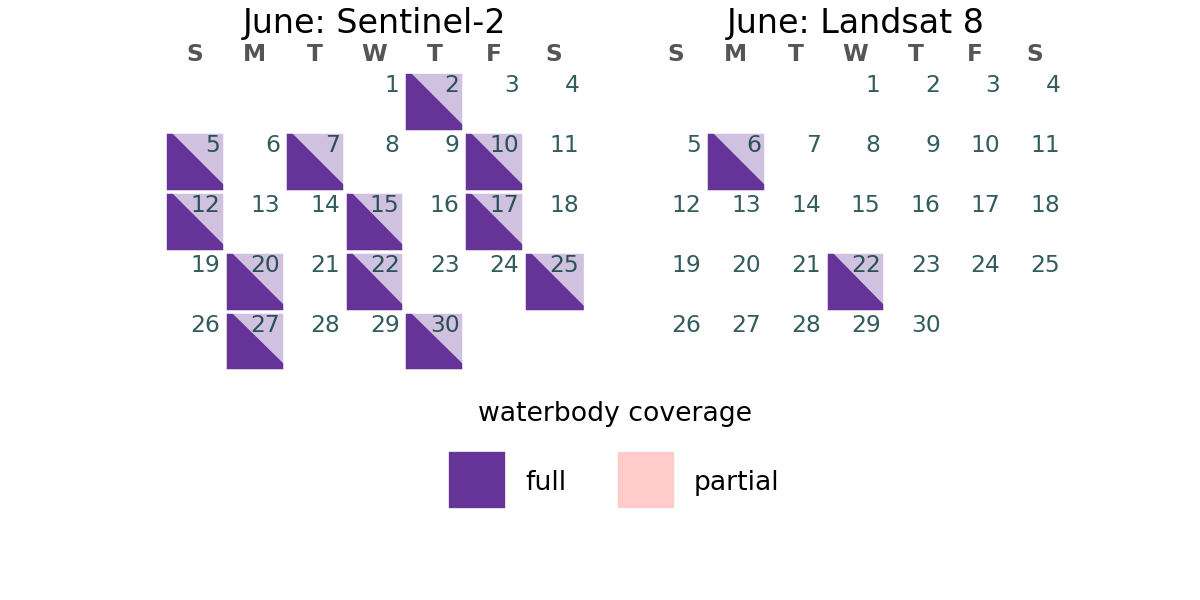 June: Sentinel-2
S M T W T F S
1 2 3 4
5 6 7 8 9 10 11
12 13 14 15 16 17 18
19 20 21 22 23 24 25
26 27 28 29 30
June: Landsat 8
S M T W T F S
1 2 3 4
5 6 7 8 9 10 11
12 13 14 15 16 17 18
19 20 21 22 23 24 25
26 27 28 29 30
waterbody coverage
full partial